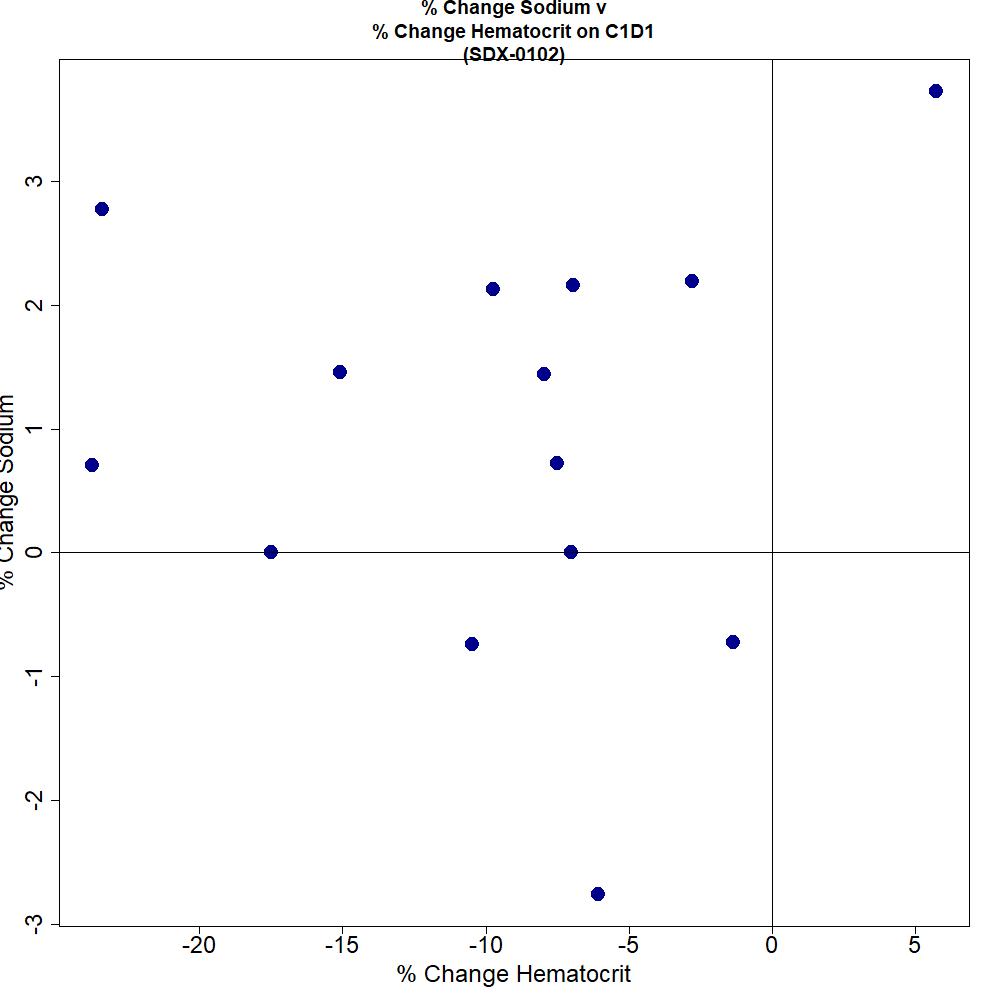 % Change Sodium v
% Change Hematocrit on C1D1
(SDX-0102)
% Change Sodium
3
2
1
0
-1
-2
-3
-20 -15 -10 -5 0 5
% Change Hematocrit